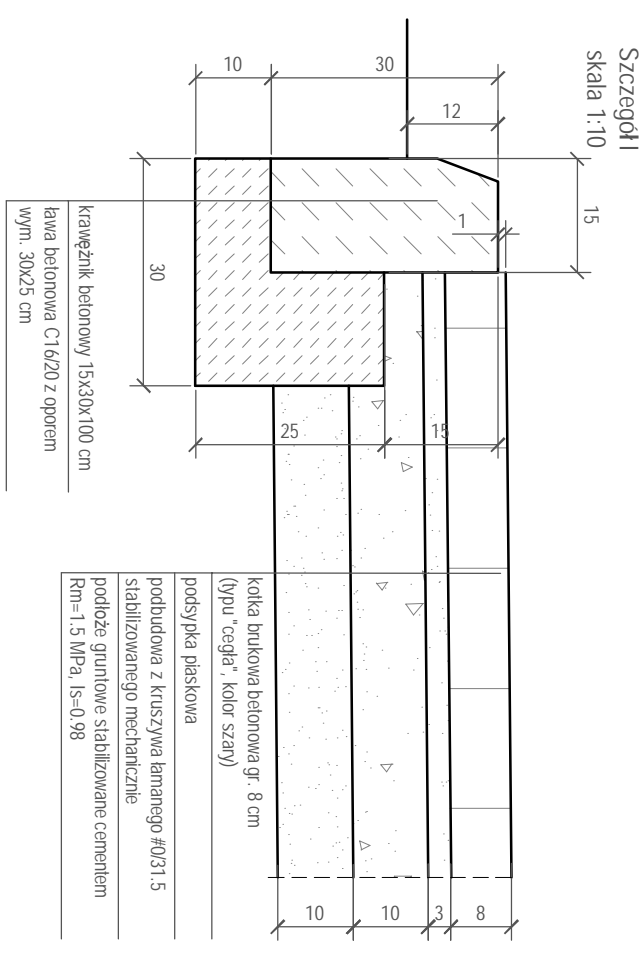 Szczegół I
skala 1:10
10
30
12
15
1
30
25
15
krawężnik betonowy 15x30x100 cm
ława betonowa C16/20 z oporem
wym. 30x25 cm
kotka brukowa betonowa gr. 8 cm
(typu "cegła", kolor szary)
podsypka piaskowa
podbudowa z kruszywa łamanego #0/31.5
stabilizowanego mechanicznie
podłoże gruntowe stabilizowane cementem
Rm=1.5 MPa, Is=0.98
10
10
3
8